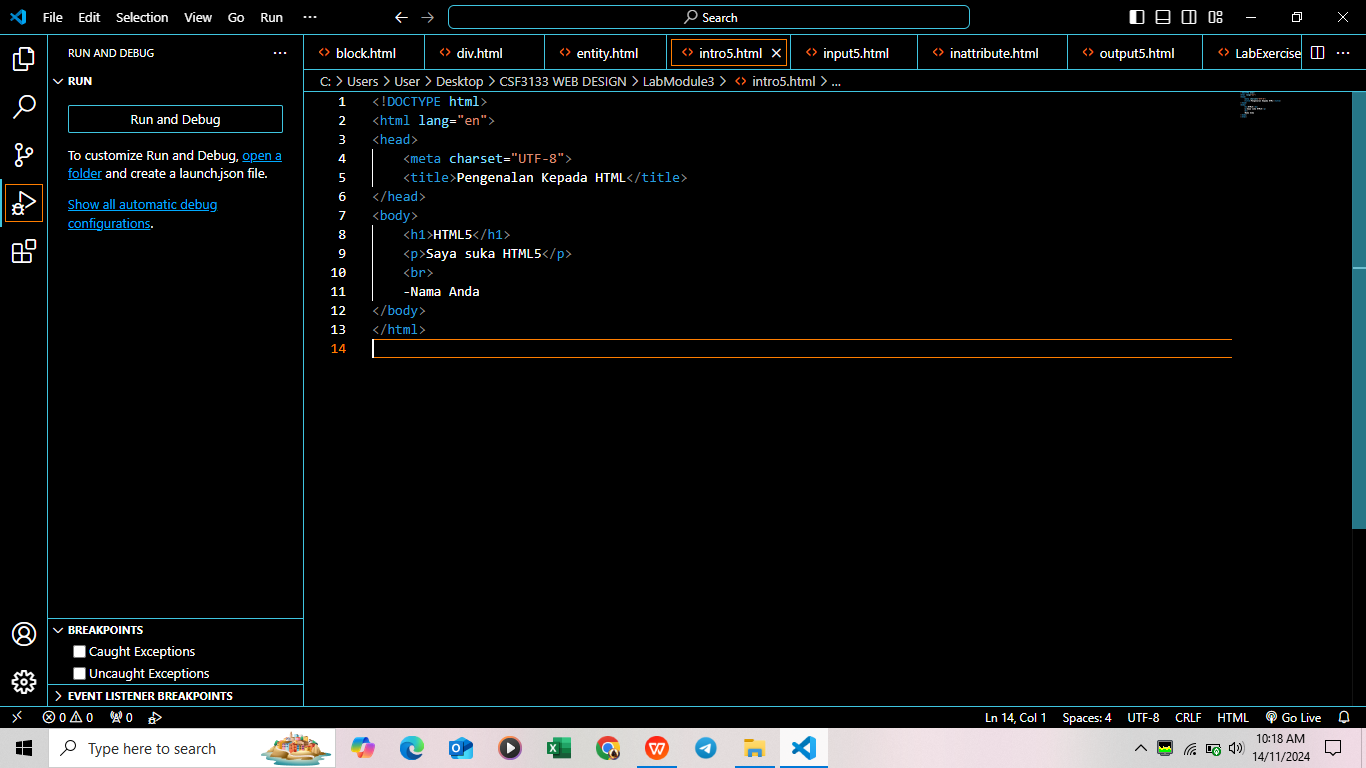 File Edit Selection View Go Run ··· Search
RUN AND DEBUG ···
block.html div.html entity.html intro5.html input5.html inattribute.html output5.html LabExercise ···
C: > Users > User > Desktop > CSF3133 WEB DESIGN > LabModule3 > intro5.html > ...
RUN
Run and Debug
To customize Run and Debug, open a
folder and create a launch.json file.
Show all automatic debug
configurations.
1 <!DOCTYPE html>
2 <html lang="en">
3 <head>
4 <meta charset="UTF-8">
5 <title>Pengenalan Kepada HTML</title>
6 </head>
7 <body>
8 <h1>HTML5</h1>
9 <p>Saya suka HTML5</p>
10 <br>
11 -Nama Anda
12 </body>
13 </html>
14
BREAKPOINTS
Caught Exceptions
Uncaught Exceptions
EVENT LISTENER BREAKPOINTS
0 0 0 Ln 14, Col 1 Spaces: 4 UTF-8 CRLF HTML Go Live
Type here to search
10:18 AM
14/11/2024